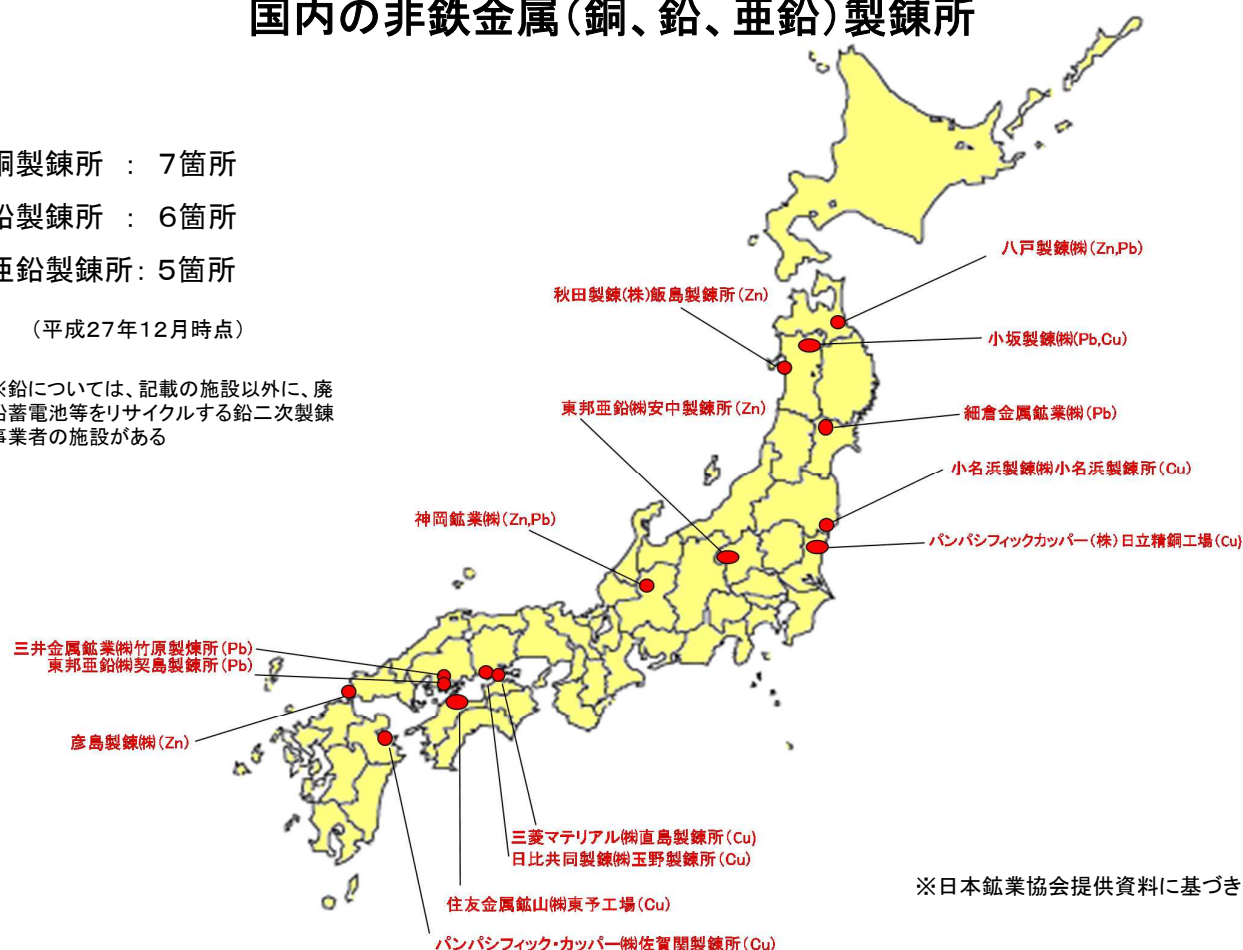 国内の非鉄金属（銅、鉛、亜鉛）製錬所
銅製錬所 ： 7箇所
鉛製錬所 ： 6箇所
亜鉛製錬所：5箇所
（平成27年12月時点）
※鉛については、記載の施設以外に、廃
鉛蓄電池等をリサイクルする鉛二次製錬
事業者の施設がある
八戸製錬㈱（Zn,Pb）
秋田製錬(株)飯島製錬所（Zn）
小坂製錬㈱(Pb,Cu)
東邦亜鉛㈱安中製錬所（Zn）
細倉金属鉱業㈱（Pb）
小名浜製錬㈱小名浜製錬所（Cu）
神岡鉱業㈱（Zn,Pb）
パンパシフィックカッパー（株）日立精銅工場（Cu）
三井金属鉱業㈱竹原製煉所（Pb）
東邦亜鉛㈱契島製錬所（Pb）
彦島製錬㈱（Zn）
三菱マテリアル㈱直島製錬所（Cu）
日比共同製錬㈱玉野製錬所（Cu）
※日本鉱業協会提供資料に基づき
住友金属鉱山㈱東予工場（Cu）
パンパシフィック・カッパー㈱佐賀関製錬所（Cu）